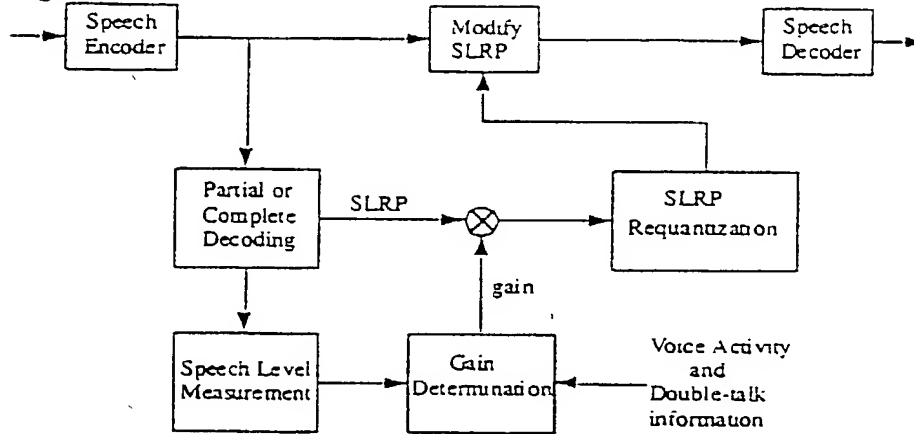 Speech
Encoder
Modify
SLRP
Speech
Decoder
Partial or
Complete
Decoding
SLRP
SLRP
Requantization
gain
Speech Level
Measurement
Gain
Determination
Voice Activity
and
Double-talk
information